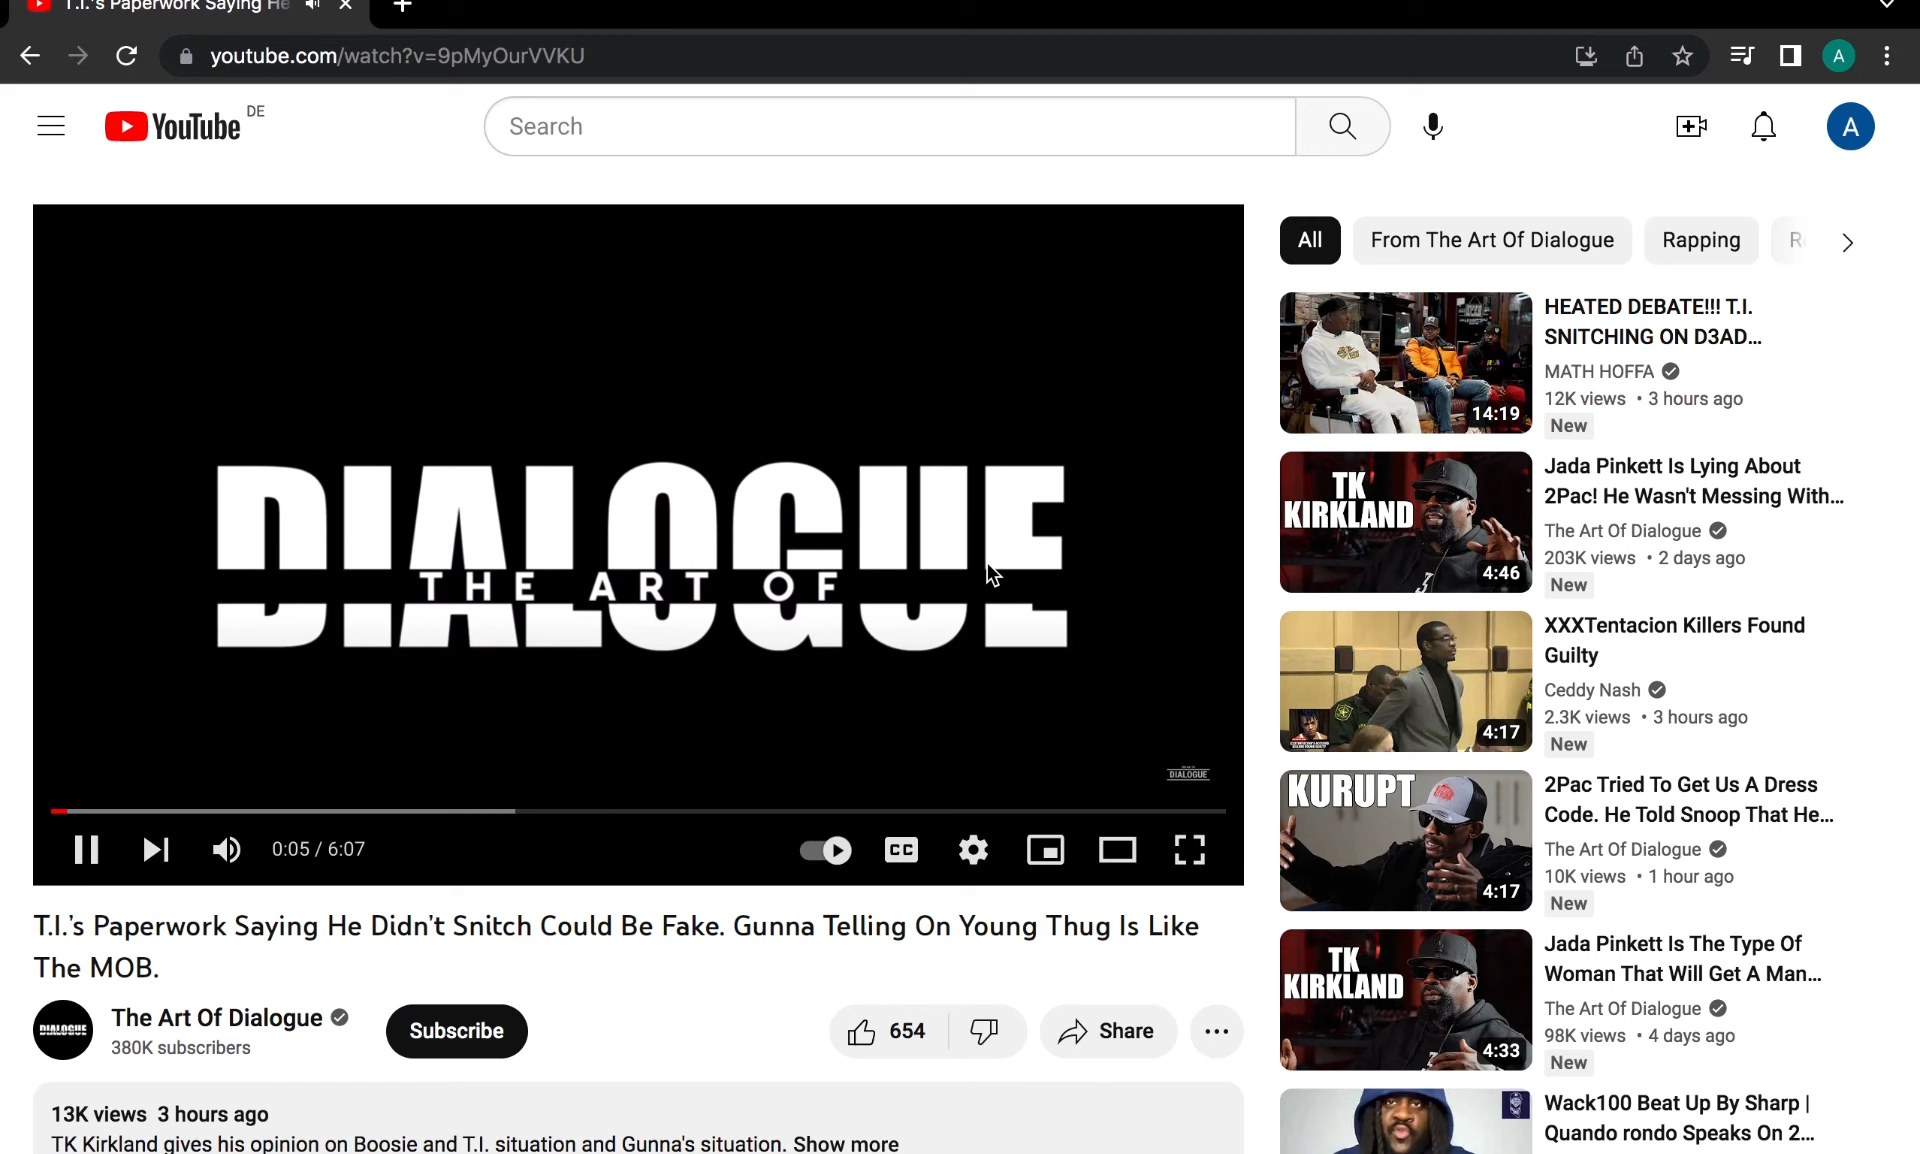 T.I.'s Paperwork Saying He
youtube.com/watch?v=9pMyOurVVKU
A
YouTube DE
Search
A
DIALOGUE
THE ART OF
DIALOGUE
0:05 / 6:07
CC
T.I.’s Paperwork Saying He Didn’t Snitch Could Be Fake. Gunna Telling On Young Thug Is Like
The MOB.
DIALOGUE
The Art Of Dialogue
380K subscribers
Subscribe
654
Share
13K views 3 hours ago
TK Kirkland gives his opinion on Boosie and T.I. situation and Gunna's situation. Show more
All
From The Art Of Dialogue
Rapping
14:19
HEATED DEBATE!!! T.I.
SNITCHING ON D3AD...
MATH HOFFA
12K views • 3 hours ago
New
TK
KIRKLAND
4:46
Jada Pinkett Is Lying About
2Pac! He Wasn't Messing With...
The Art Of Dialogue
203K views • 2 days ago
New
4:17
XXXTentacion Killers Found
Guilty
Ceddy Nash
2.3K views • 3 hours ago
New
KURUPT
4:17
2Pac Tried To Get Us A Dress
Code. He Told Snoop That He...
The Art Of Dialogue
10K views • 1 hour ago
New
TK
KIRKLAND
4:33
Jada Pinkett Is The Type Of
Woman That Will Get A Man...
The Art Of Dialogue
98K views • 4 days ago
New
Wack100 Beat Up By Sharp |
Quando rondo Speaks On 2...